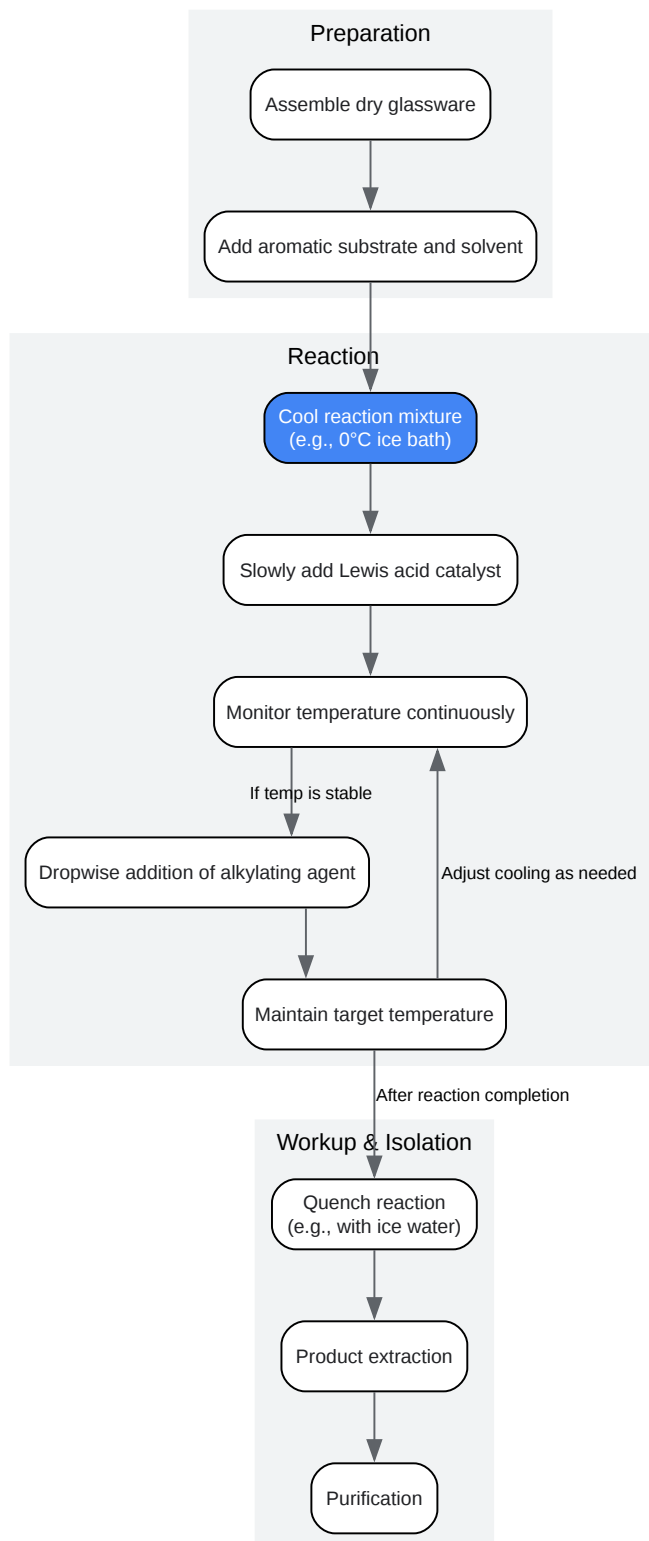 Preparation
Assemble dry glassware
Add aromatic substrate and solvent
Reaction
Cool reaction mixture
(e.g., 0°C ice bath)
Slowly add Lewis acid catalyst
Monitor temperature continuously
If temp is stable
Dropwise addition of alkylating agent
Adjust cooling as needed
Maintain target temperature
After reaction completion
Workup & Isolation
Quench reaction
(e.g., with ice water)
Product extraction
Purification